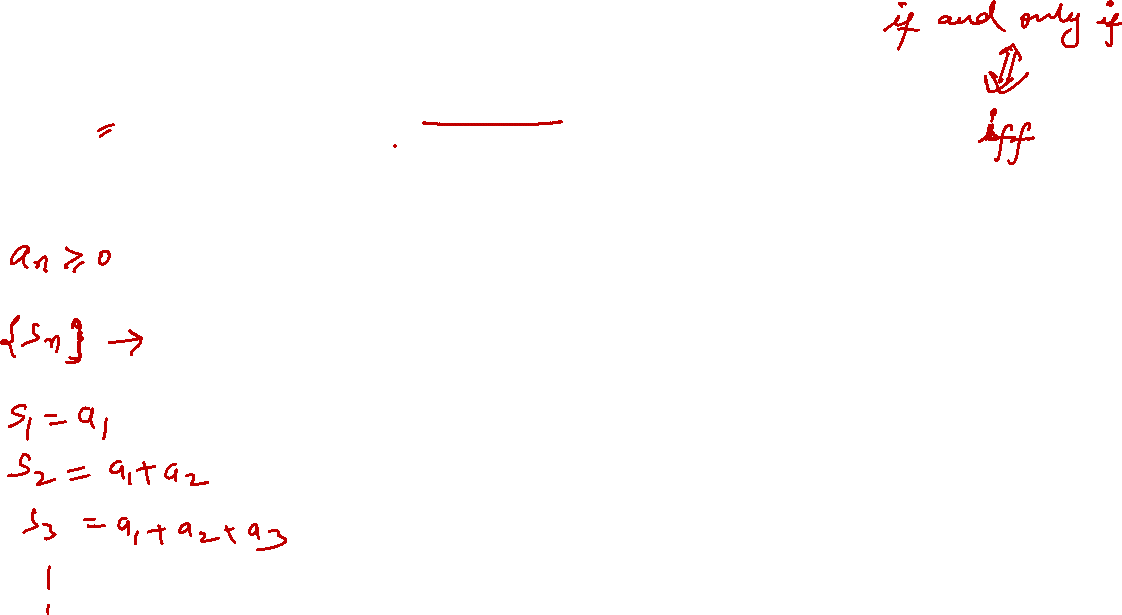 if and only if
⇕
iff
aₙ ⩾ 0
{sₙ} →
s₁ = a₁
s₂ = a₁ + a₂
s₃ = a₁ + a₂ + a₃